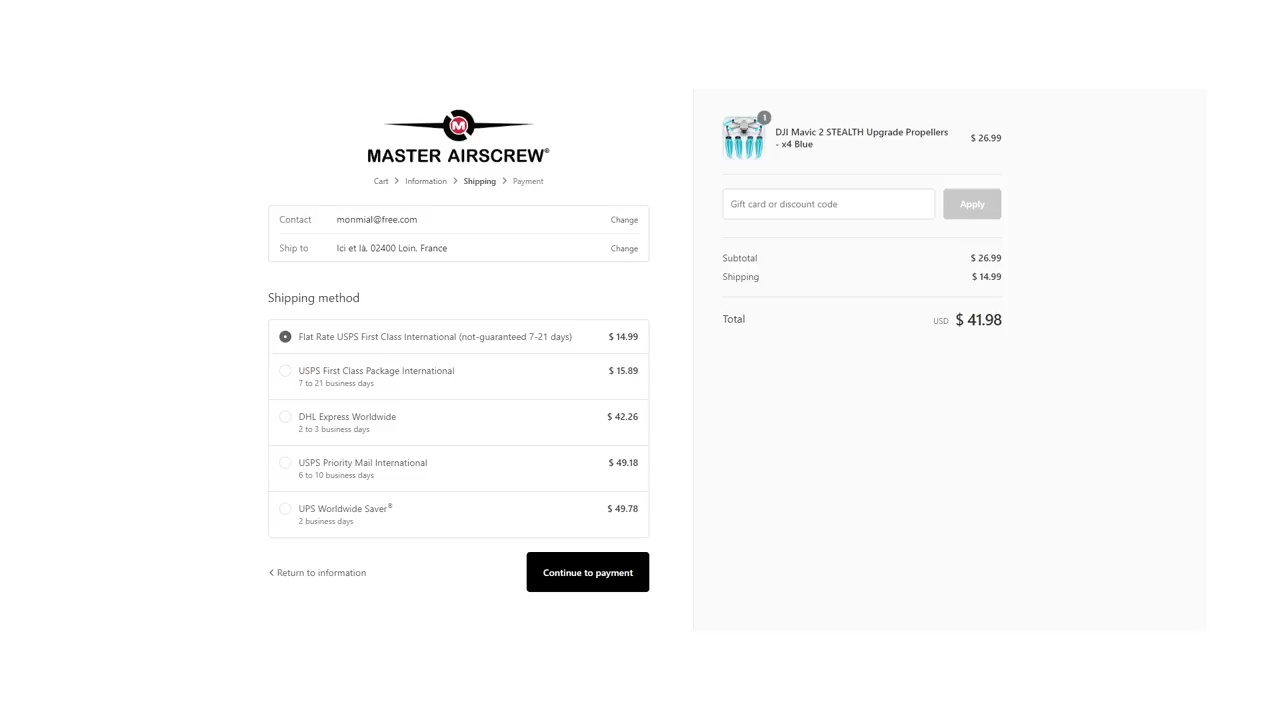 M
MASTER AIRSCREW®
Cart > Information > Shipping > Payment
Contact monmial@free.com Change
Ship to Ici et là, 02400 Loin, France Change
Shipping method
Flat Rate USPS First Class International (not-guaranteed 7-21 days) $ 14.99
USPS First Class Package International $ 15.89
7 to 21 business days
DHL Express Worldwide $ 42.26
2 to 3 business days
USPS Priority Mail International $ 49.18
6 to 10 business days
UPS Worldwide Saver® $ 49.78
2 business days
< Return to information Continue to payment
1
DJI Mavic 2 STEALTH Upgrade Propellers
- x4 Blue
$ 26.99
Gift card or discount code Apply
Subtotal $ 26.99
Shipping $ 14.99
Total USD $ 41.98